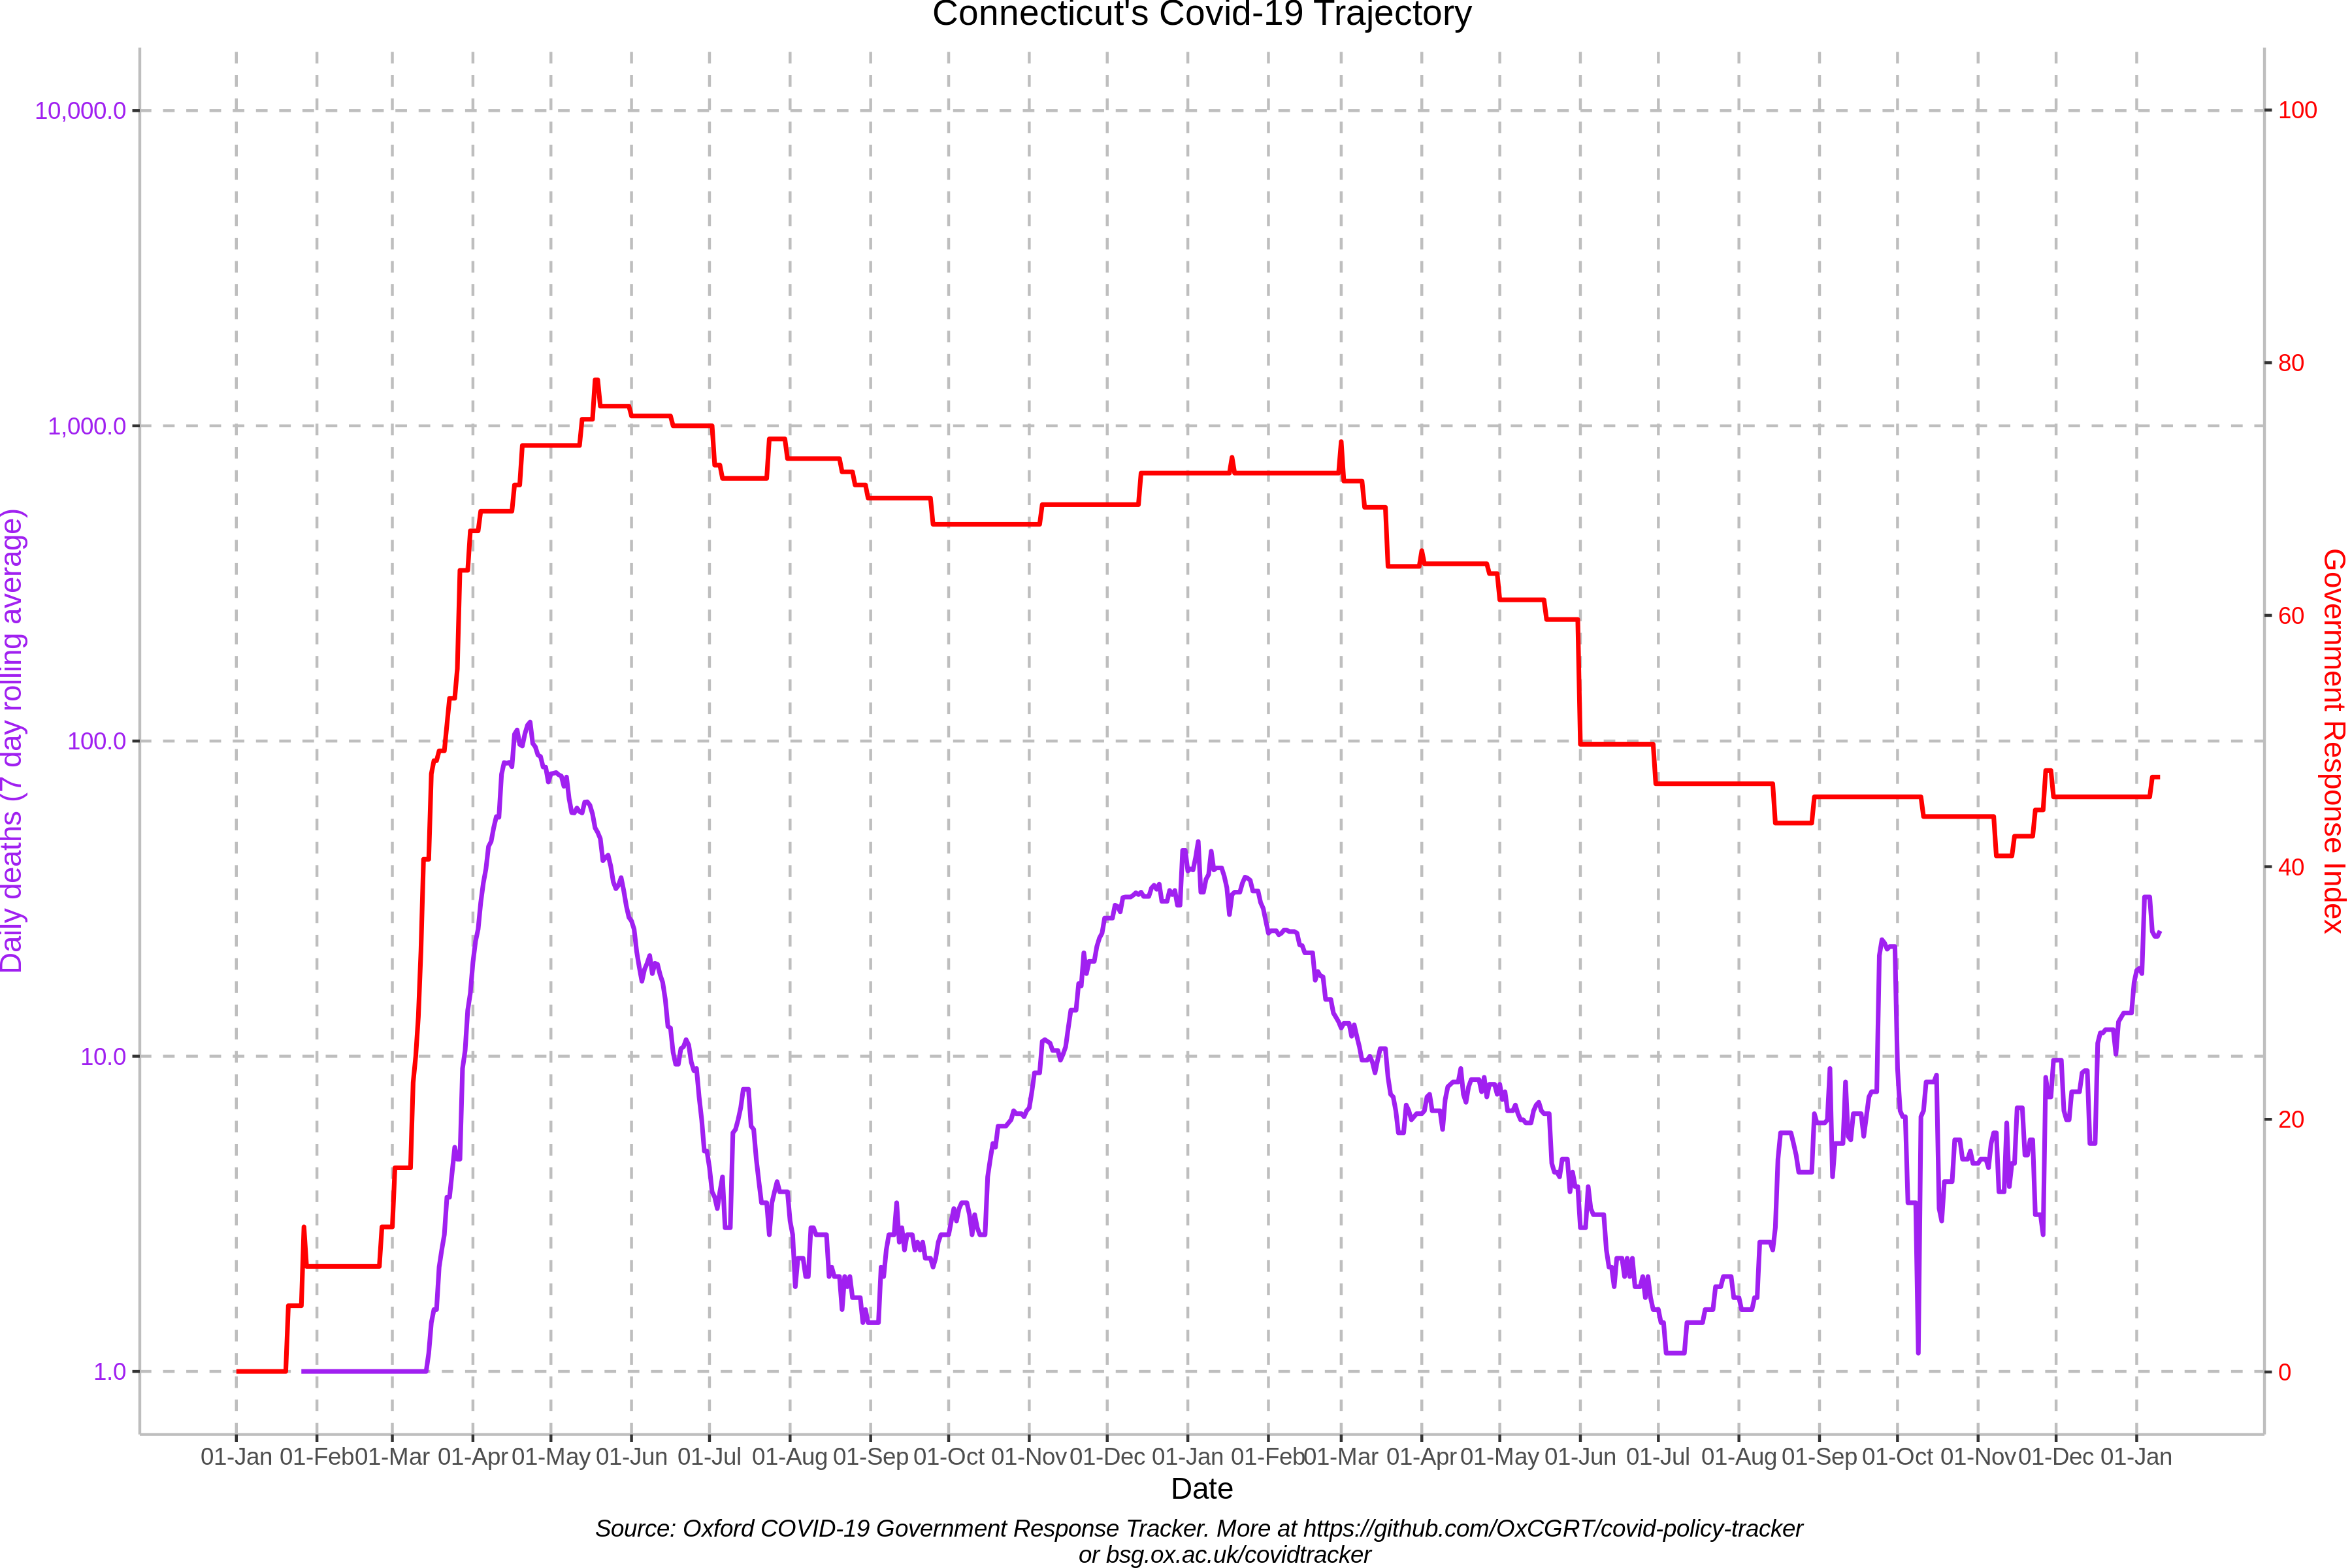 Connecticut's Covid-19 Trajectory
10,000.0
1,000.0
100.0
10.0
1.0
Daily deaths (7 day rolling average)
100
80
60
40
20
0
Government Response Index
01-Jan 01-Feb 01-Mar 01-Apr 01-May 01-Jun 01-Jul 01-Aug 01-Sep 01-Oct 01-Nov 01-Dec 01-Jan 01-Feb 01-Mar 01-Apr 01-May 01-Jun 01-Jul 01-Aug 01-Sep 01-Oct 01-Nov 01-Dec 01-Jan
Date
Source: Oxford COVID-19 Government Response Tracker. More at https://github.com/OxCGRT/covid-policy-tracker
or bsg.ox.ac.uk/covidtracker